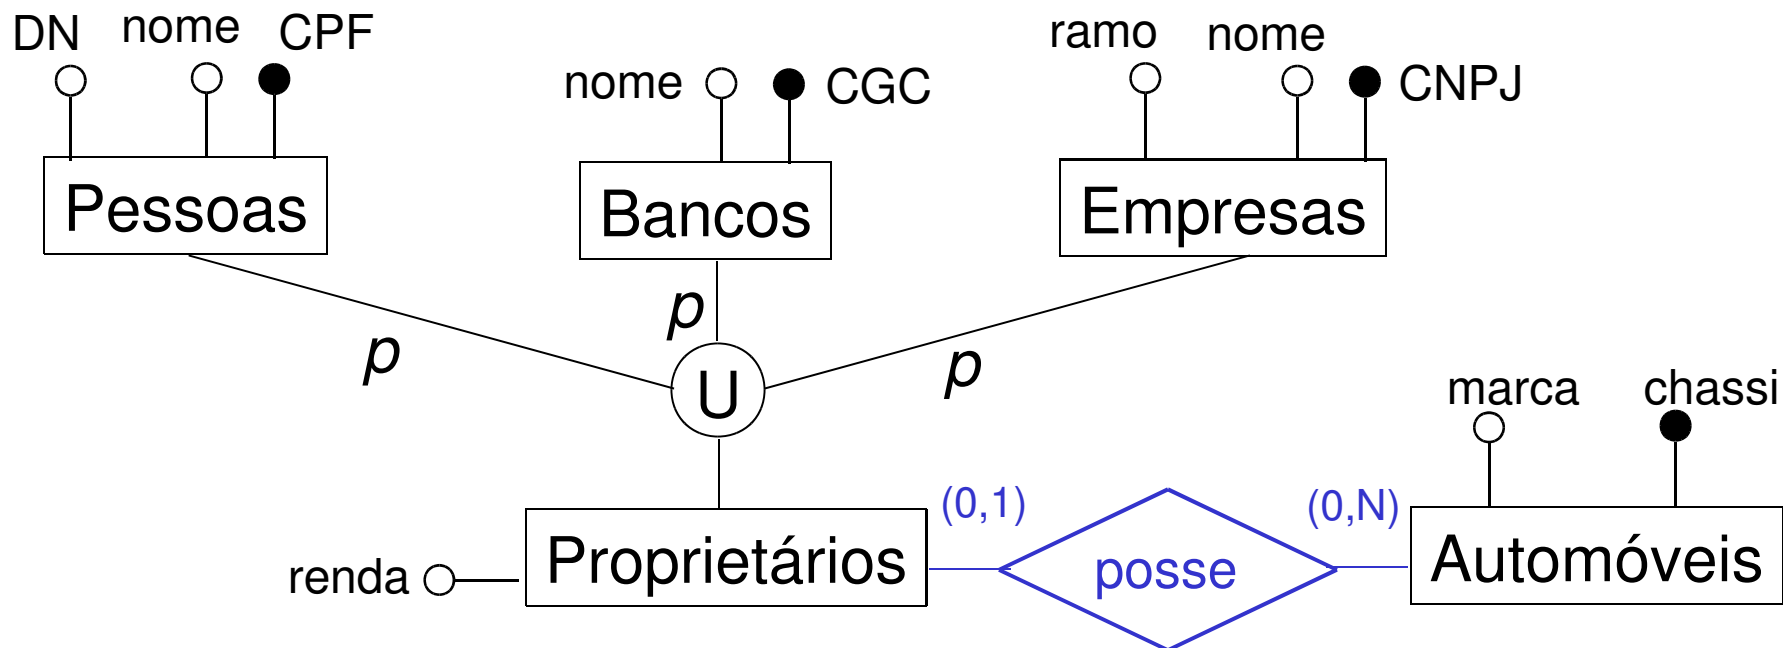 DN nome CPF
nome CGC
ramo nome CNPJ
Pessoas
Bancos
Empresas
p
p
p
U
marca chassi
(0,1)
(0,N)
renda
Proprietários
posse
Automóveis